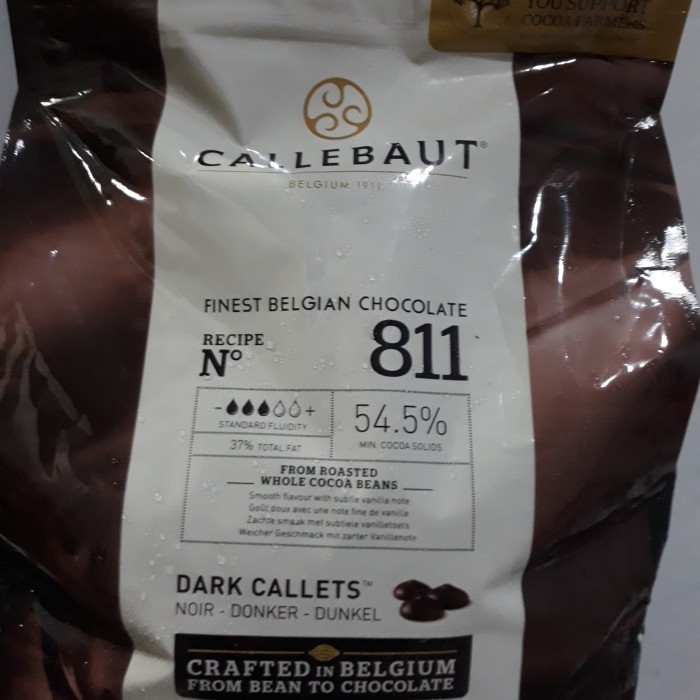 YOU SUPPORT
COCOA FARMERS
CALLEBAUT®
BELGIUM 1911
FINEST BELGIAN CHOCOLATE
RECIPE
Nº 811
- +
STANDARD FLUIDITY
37% TOTAL FAT
54.5%
MIN. COCOA SOLIDS
FROM ROASTED
WHOLE COCOA BEANS
Smooth flavour with subtle vanilla note
Goût doux avec une note fine de vanille
Zachte smaak met subtiele vanilletoets
Weicher Geschmack mit zarter Vanillenote
DARK CALLETS™
NOIR - DONKER - DUNKEL
CRAFTED IN BELGIUM
FROM BEAN TO CHOCOLATE